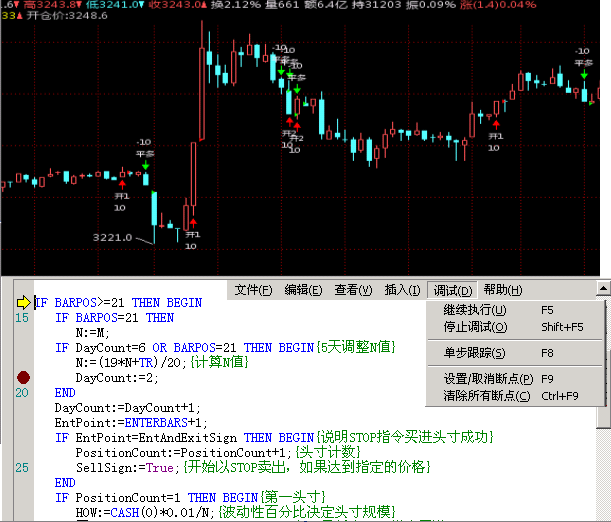 .6▼ 高3243.8▼ 低3241.0▼ 收3243.0▲ 换2.12% 量661 额6.4亿 持31203 振0.09% 涨(1.4)0.04%
33▲ 开仓价:3248.6
-10
平多
-10
平多
-10
平多
-10
平多
开1
10
开1
10
开2
10
开2
10
开1
10
3221.0
文件(F) 编辑(E) 查看(V) 插入(I) 调试(D) 帮助(H)
继续执行(U) F5
停止调试(O) Shift+F5
单步跟踪(S) F8
设置/取消断点(P) F9
清除所有断点(C) Ctrl+F9
IF BARPOS>=21 THEN BEGIN
15 IF BARPOS=21 THEN
N:=M;
IF DayCount=6 OR BARPOS=21 THEN BEGIN{5天调整N值}
N:=(19*N+TR)/20;{计算N值}
DayCount:=2;
20 END
DayCount:=DayCount+1;
EntPoint:=ENTERBARS+1;
IF EntPoint=EntAndExitSign THEN BEGIN{说明STOP指令买进头寸成功}
PositionCount:=PositionCount+1;{头寸计数}
25 SellSign:=True;{开始以STOP卖出，如果达到指定的价格}
END
IF PositionCount=1 THEN BEGIN{第一头寸}
HOW:=CASH(0)*0.01/N;{波动性百分比决定头寸规模}